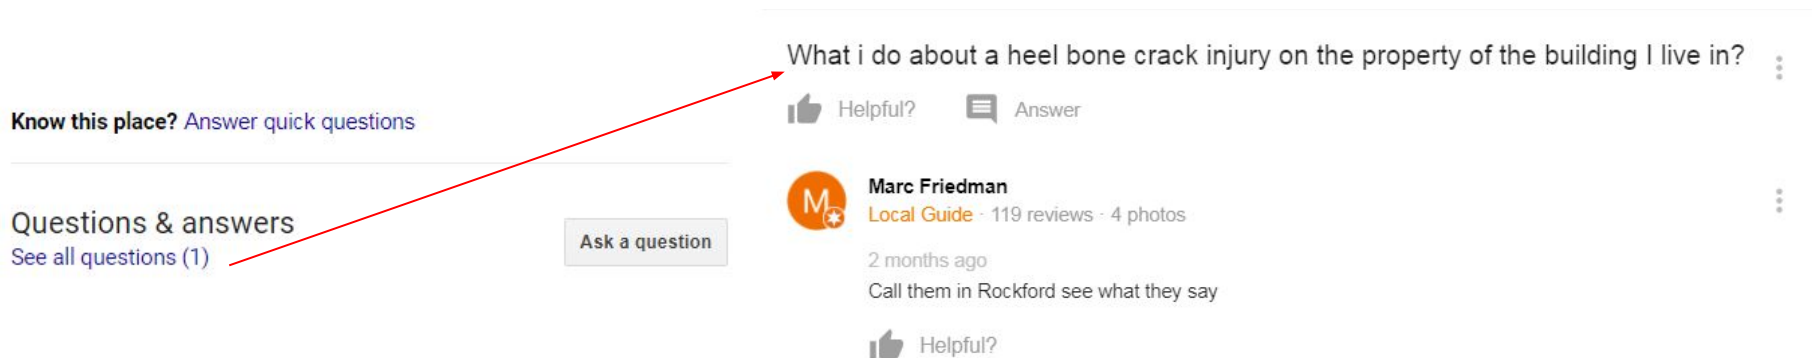 Know this place? Answer quick questions
Questions & answers
See all questions (1)
Ask a question
What i do about a heel bone crack injury on the property of the building I live in?
Helpful?
Answer
M
Marc Friedman
Local Guide · 119 reviews · 4 photos
2 months ago
Call them in Rockford see what they say
Helpful?